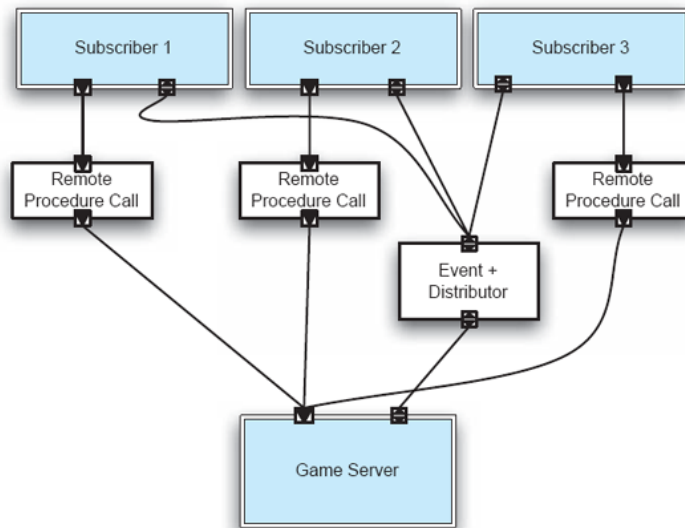 Subscriber 1
Subscriber 2
Subscriber 3
Remote
Procedure Call
Remote
Procedure Call
Remote
Procedure Call
Event +
Distributor
Game Server